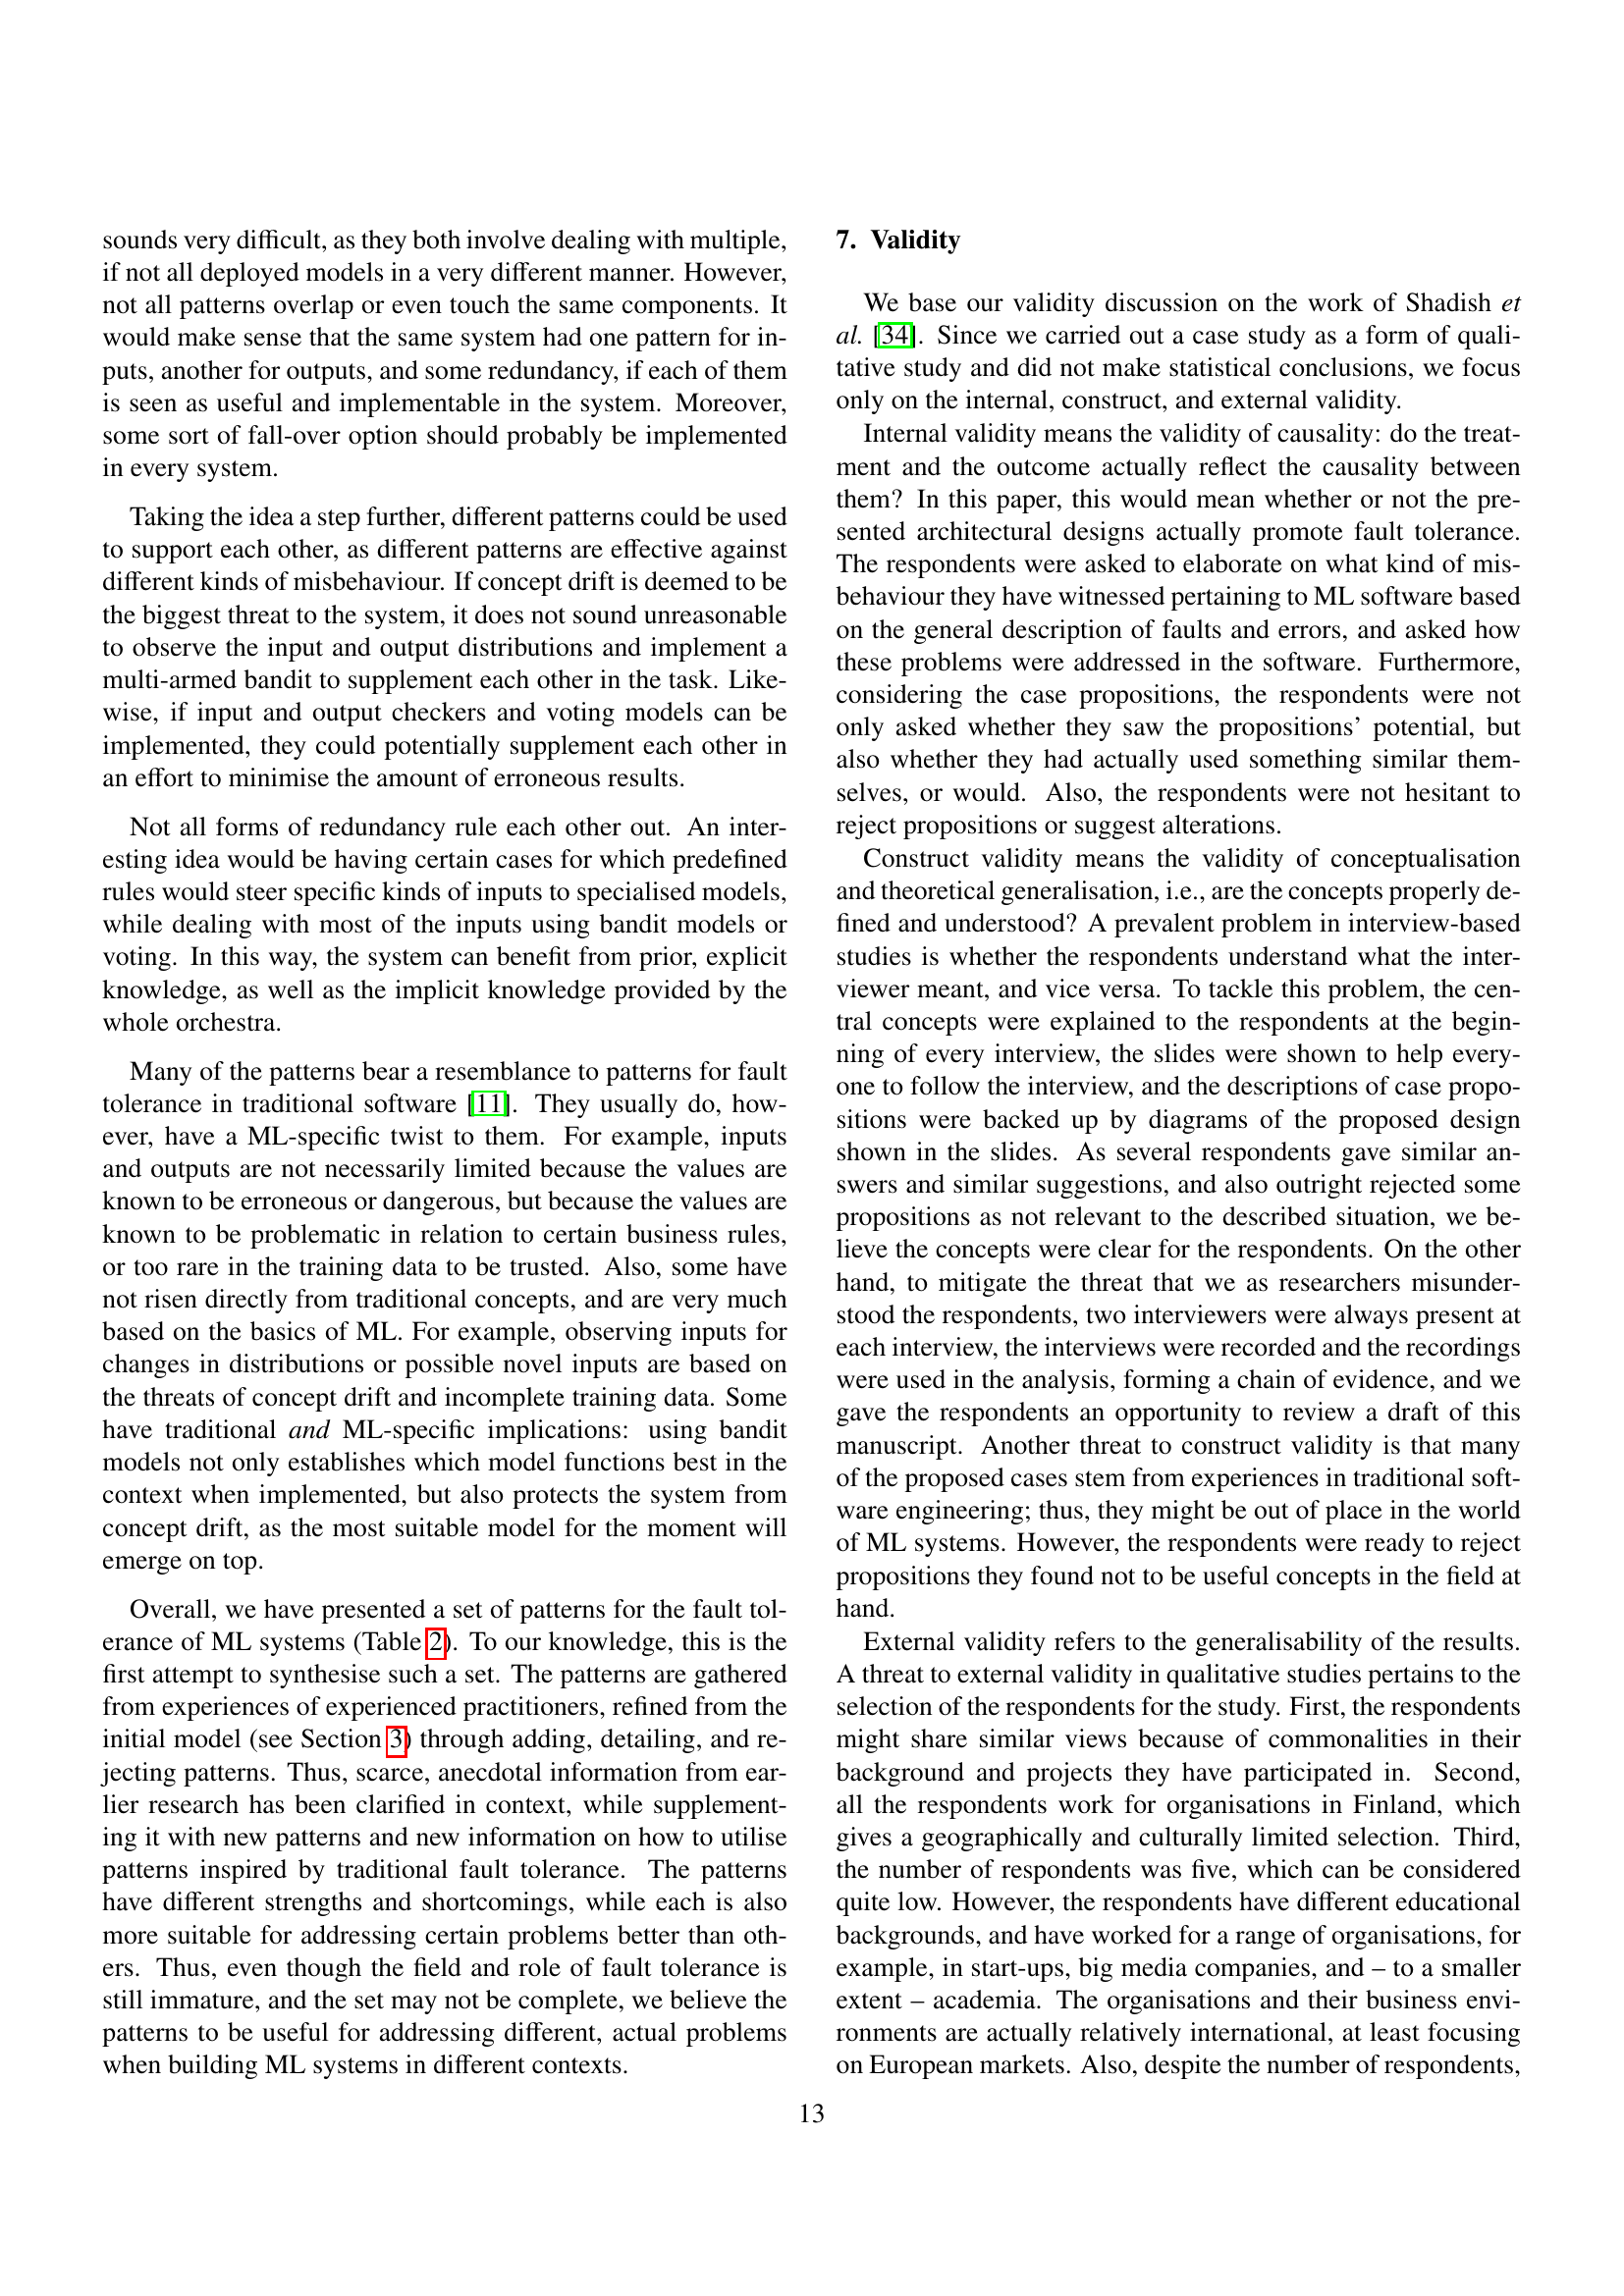 sounds very difficult, as they both involve dealing with multiple,
if not all deployed models in a very different manner. However,
not all patterns overlap or even touch the same components. It
would make sense that the same system had one pattern for in-
puts, another for outputs, and some redundancy, if each of them
is seen as useful and implementable in the system. Moreover,
some sort of fall-over option should probably be implemented
in every system.
Taking the idea a step further, different patterns could be used
to support each other, as different patterns are effective against
different kinds of misbehaviour. If concept drift is deemed to be
the biggest threat to the system, it does not sound unreasonable
to observe the input and output distributions and implement a
multi-armed bandit to supplement each other in the task. Like-
wise, if input and output checkers and voting models can be
implemented, they could potentially supplement each other in
an effort to minimise the amount of erroneous results.
Not all forms of redundancy rule each other out. An inter-
esting idea would be having certain cases for which predefined
rules would steer specific kinds of inputs to specialised models,
while dealing with most of the inputs using bandit models or
voting. In this way, the system can benefit from prior, explicit
knowledge, as well as the implicit knowledge provided by the
whole orchestra.
Many of the patterns bear a resemblance to patterns for fault
tolerance in traditional software [11]. They usually do, how-
ever, have a ML-specific twist to them. For example, inputs
and outputs are not necessarily limited because the values are
known to be erroneous or dangerous, but because the values are
known to be problematic in relation to certain business rules,
or too rare in the training data to be trusted. Also, some have
not risen directly from traditional concepts, and are very much
based on the basics of ML. For example, observing inputs for
changes in distributions or possible novel inputs are based on
the threats of concept drift and incomplete training data. Some
have traditional and ML-specific implications: using bandit
models not only establishes which model functions best in the
context when implemented, but also protects the system from
concept drift, as the most suitable model for the moment will
emerge on top.
Overall, we have presented a set of patterns for the fault tol-
erance of ML systems (Table 2). To our knowledge, this is the
first attempt to synthesise such a set. The patterns are gathered
from experiences of experienced practitioners, refined from the
initial model (see Section 3) through adding, detailing, and re-
jecting patterns. Thus, scarce, anecdotal information from ear-
lier research has been clarified in context, while supplement-
ing it with new patterns and new information on how to utilise
patterns inspired by traditional fault tolerance. The patterns
have different strengths and shortcomings, while each is also
more suitable for addressing certain problems better than oth-
ers. Thus, even though the field and role of fault tolerance is
still immature, and the set may not be complete, we believe the
patterns to be useful for addressing different, actual problems
when building ML systems in different contexts.
7. Validity
We base our validity discussion on the work of Shadish et
al. [34]. Since we carried out a case study as a form of quali-
tative study and did not make statistical conclusions, we focus
only on the internal, construct, and external validity.
Internal validity means the validity of causality: do the treat-
ment and the outcome actually reflect the causality between
them? In this paper, this would mean whether or not the pre-
sented architectural designs actually promote fault tolerance.
The respondents were asked to elaborate on what kind of mis-
behaviour they have witnessed pertaining to ML software based
on the general description of faults and errors, and asked how
these problems were addressed in the software. Furthermore,
considering the case propositions, the respondents were not
only asked whether they saw the propositions' potential, but
also whether they had actually used something similar them-
selves, or would. Also, the respondents were not hesitant to
reject propositions or suggest alterations.
Construct validity means the validity of conceptualisation
and theoretical generalisation, i.e., are the concepts properly de-
fined and understood? A prevalent problem in interview-based
studies is whether the respondents understand what the inter-
viewer meant, and vice versa. To tackle this problem, the cen-
tral concepts were explained to the respondents at the begin-
ning of every interview, the slides were shown to help every-
one to follow the interview, and the descriptions of case propo-
sitions were backed up by diagrams of the proposed design
shown in the slides. As several respondents gave similar an-
swers and similar suggestions, and also outright rejected some
propositions as not relevant to the described situation, we be-
lieve the concepts were clear for the respondents. On the other
hand, to mitigate the threat that we as researchers misunder-
stood the respondents, two interviewers were always present at
each interview, the interviews were recorded and the recordings
were used in the analysis, forming a chain of evidence, and we
gave the respondents an opportunity to review a draft of this
manuscript. Another threat to construct validity is that many
of the proposed cases stem from experiences in traditional soft-
ware engineering; thus, they might be out of place in the world
of ML systems. However, the respondents were ready to reject
propositions they found not to be useful concepts in the field at
hand.
External validity refers to the generalisability of the results.
A threat to external validity in qualitative studies pertains to the
selection of the respondents for the study. First, the respondents
might share similar views because of commonalities in their
background and projects they have participated in. Second,
all the respondents work for organisations in Finland, which
gives a geographically and culturally limited selection. Third,
the number of respondents was five, which can be considered
quite low. However, the respondents have different educational
backgrounds, and have worked for a range of organisations, for
example, in start-ups, big media companies, and – to a smaller
extent – academia. The organisations and their business envi-
ronments are actually relatively international, at least focusing
on European markets. Also, despite the number of respondents,
13